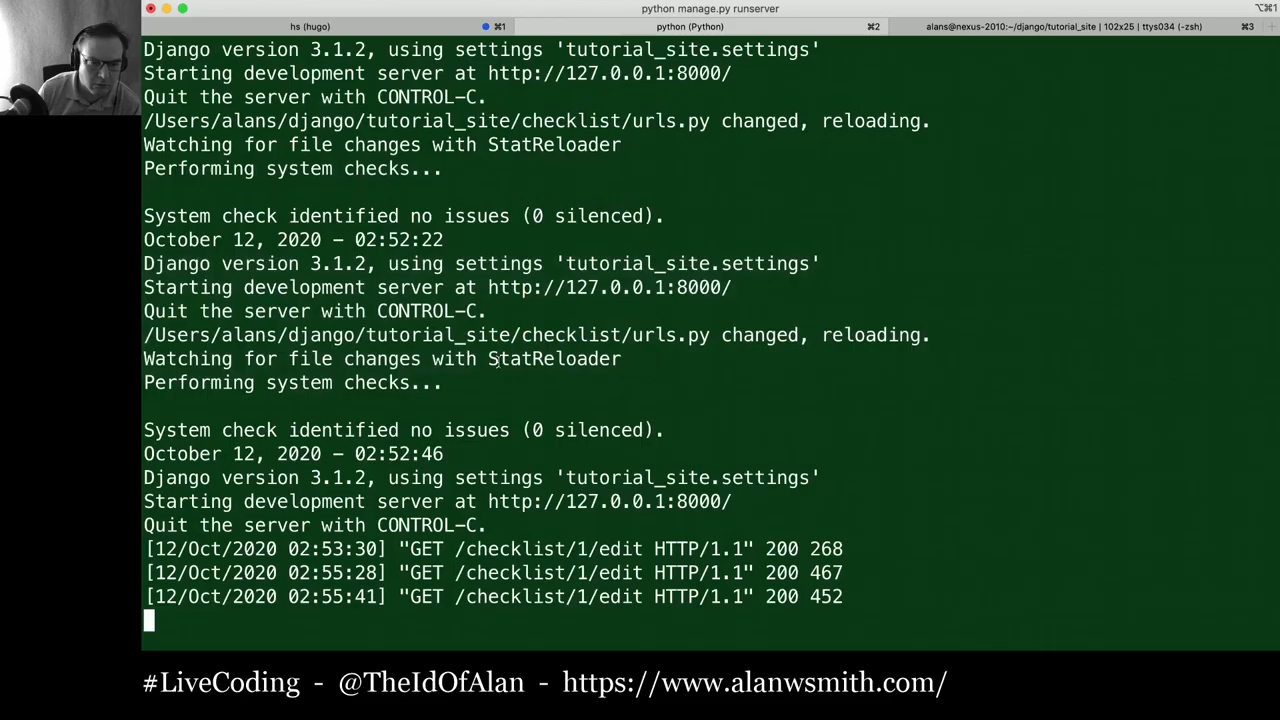 python manage.py runserver
⌥⌘1
hs (hugo)
⌘1
python (Python)
⌘2
alans@nexus-2010:~/django/tutorial_site | 102x25 | ttys034 (-zsh)
⌘3
Django version 3.1.2, using settings 'tutorial_site.settings'
Starting development server at http://127.0.0.1:8000/
Quit the server with CONTROL-C.
/Users/alans/django/tutorial_site/checklist/urls.py changed, reloading.
Watching for file changes with StatReloader
Performing system checks...
System check identified no issues (0 silenced).
October 12, 2020 - 02:52:22
Django version 3.1.2, using settings 'tutorial_site.settings'
Starting development server at http://127.0.0.1:8000/
Quit the server with CONTROL-C.
/Users/alans/django/tutorial_site/checklist/urls.py changed, reloading.
Watching for file changes with StatReloader
Performing system checks...
System check identified no issues (0 silenced).
October 12, 2020 - 02:52:46
Django version 3.1.2, using settings 'tutorial_site.settings'
Starting development server at http://127.0.0.1:8000/
Quit the server with CONTROL-C.
[12/Oct/2020 02:53:30] "GET /checklist/1/edit HTTP/1.1" 200 268
[12/Oct/2020 02:55:28] "GET /checklist/1/edit HTTP/1.1" 200 467
[12/Oct/2020 02:55:41] "GET /checklist/1/edit HTTP/1.1" 200 452
#LiveCoding - @TheIdOfAlan - https://www.alanwsmith.com/